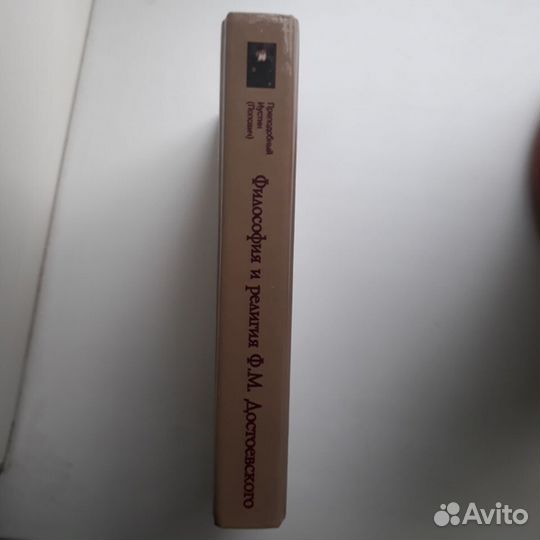 Преподобный
Иустин
(Попович)
Философия и религия Ф.М. Достоевского
Avito